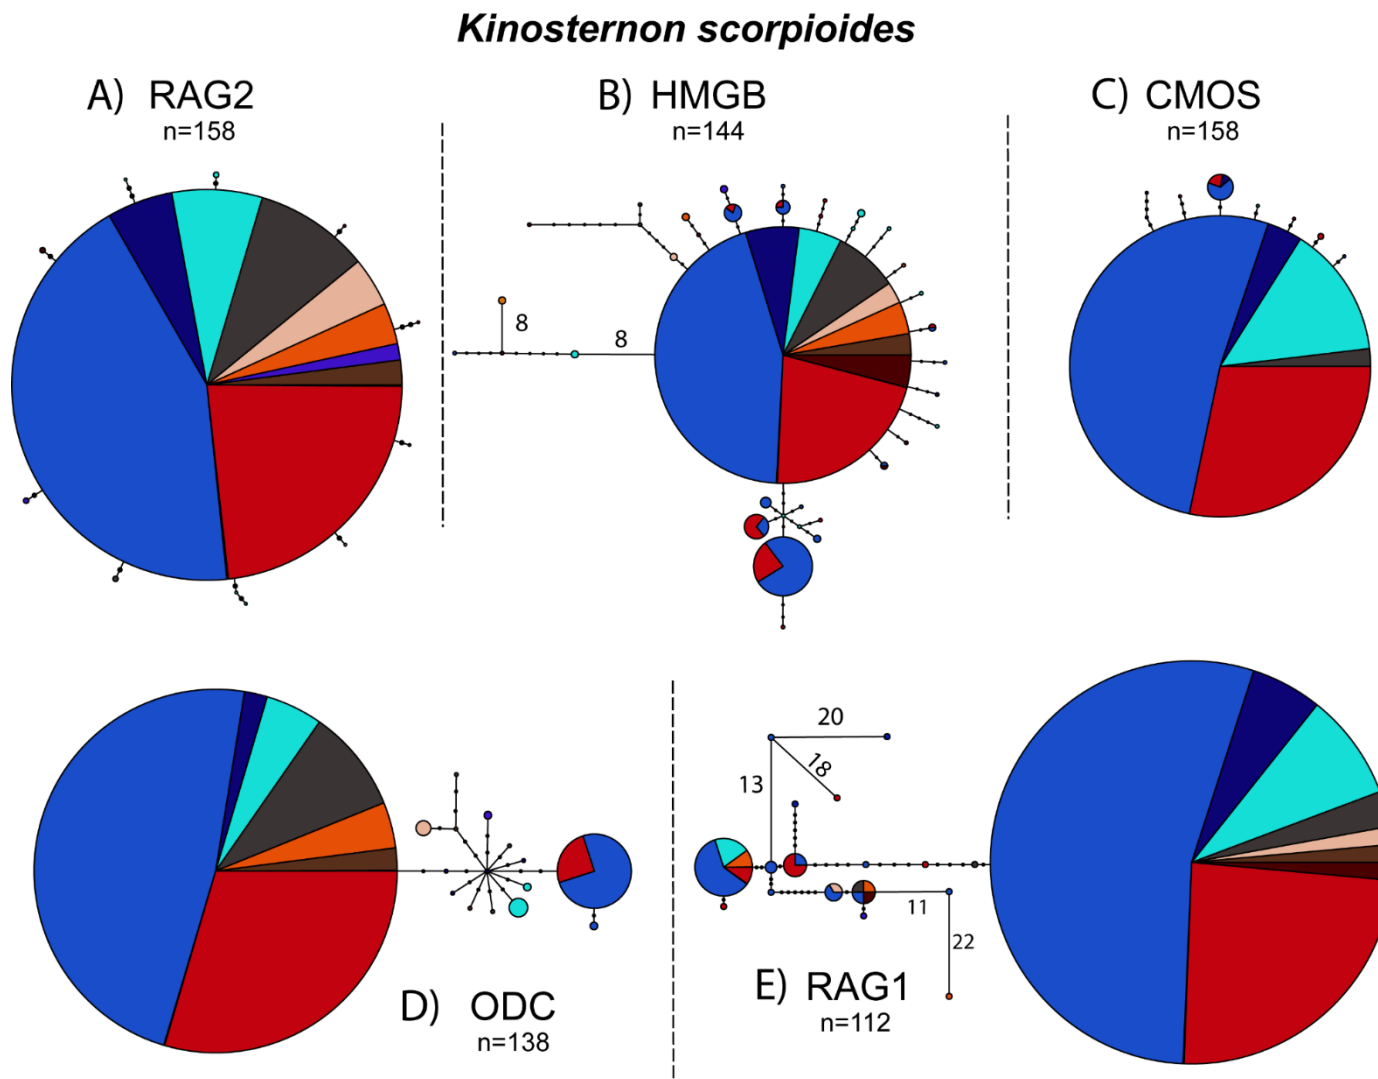 Kinosternon scorpioides
A) RAG2
n=158
B) HMGB
n=144
C) CMOS
n=158
8
8
D) ODC
n=138
20
18
13
11
22
E) RAG1
n=112